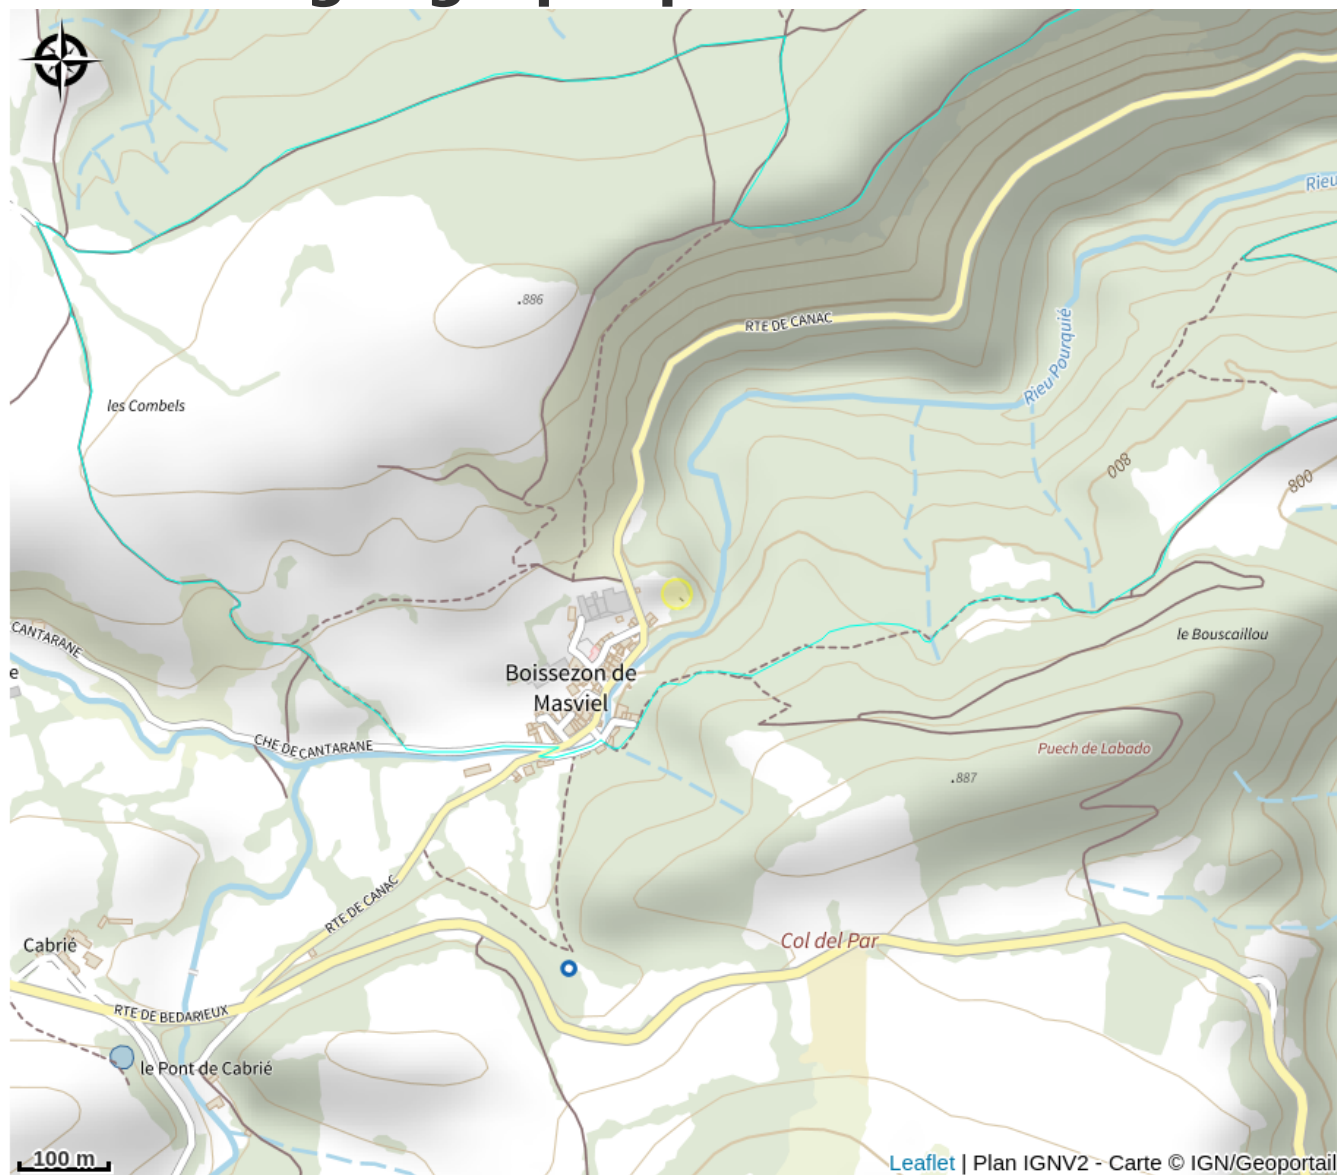 Rieu
.886
RTE DE CANAC
Rieu Pourquié
les Combels
800
800
CANTARANE
le Bouscaillou
e
Boissezon de
Masviel
CHE DE CANTARANE
Puech de Labado
.887
RTE DE CANAC
Cabrié
Col del Par
RTE DE BEDARIEUX
le Pont de Cabrié
100 m
Leaflet | Plan IGNV2 - Carte © IGN/Geoportail